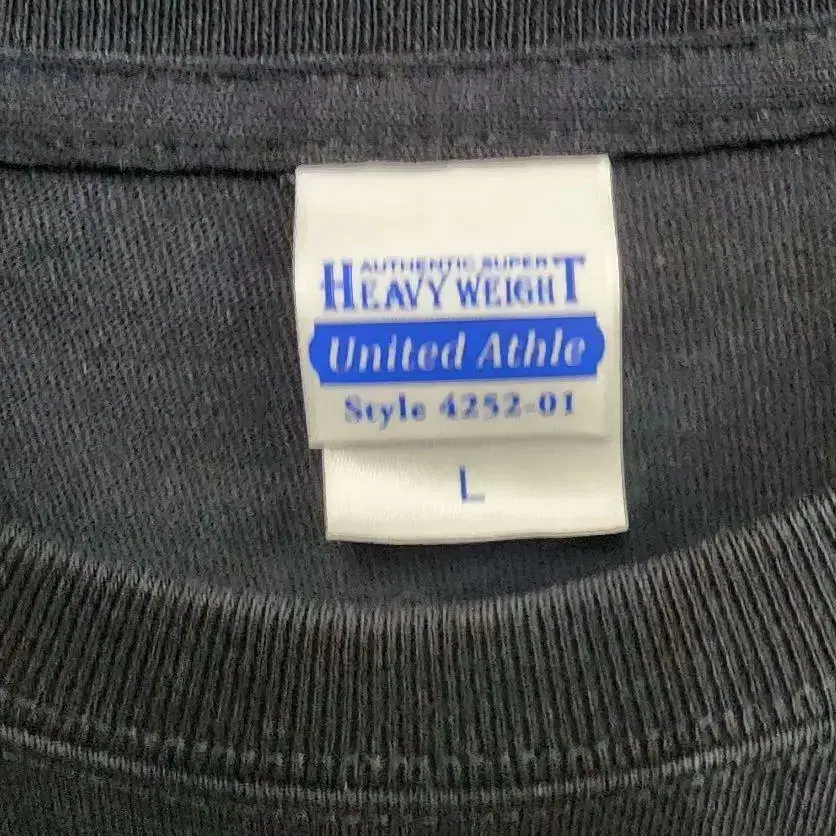 AUTHENTIC SUPER
HEAVY WEIGHT
United Athle
Style 4252-01
L